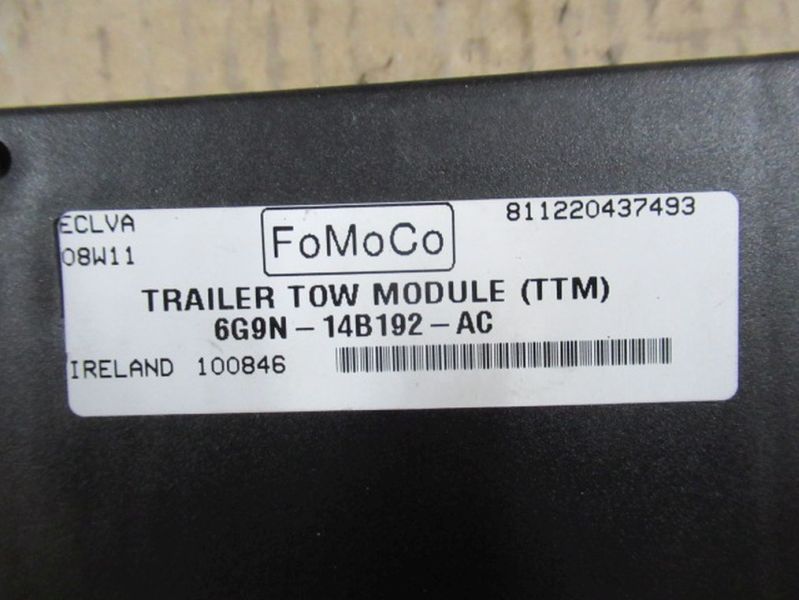 ECLVA
08W11
FoMoCo
811220437493
TRAILER TOW MODULE (TTM)
6G9N - 14B192 - AC
IRELAND 100846